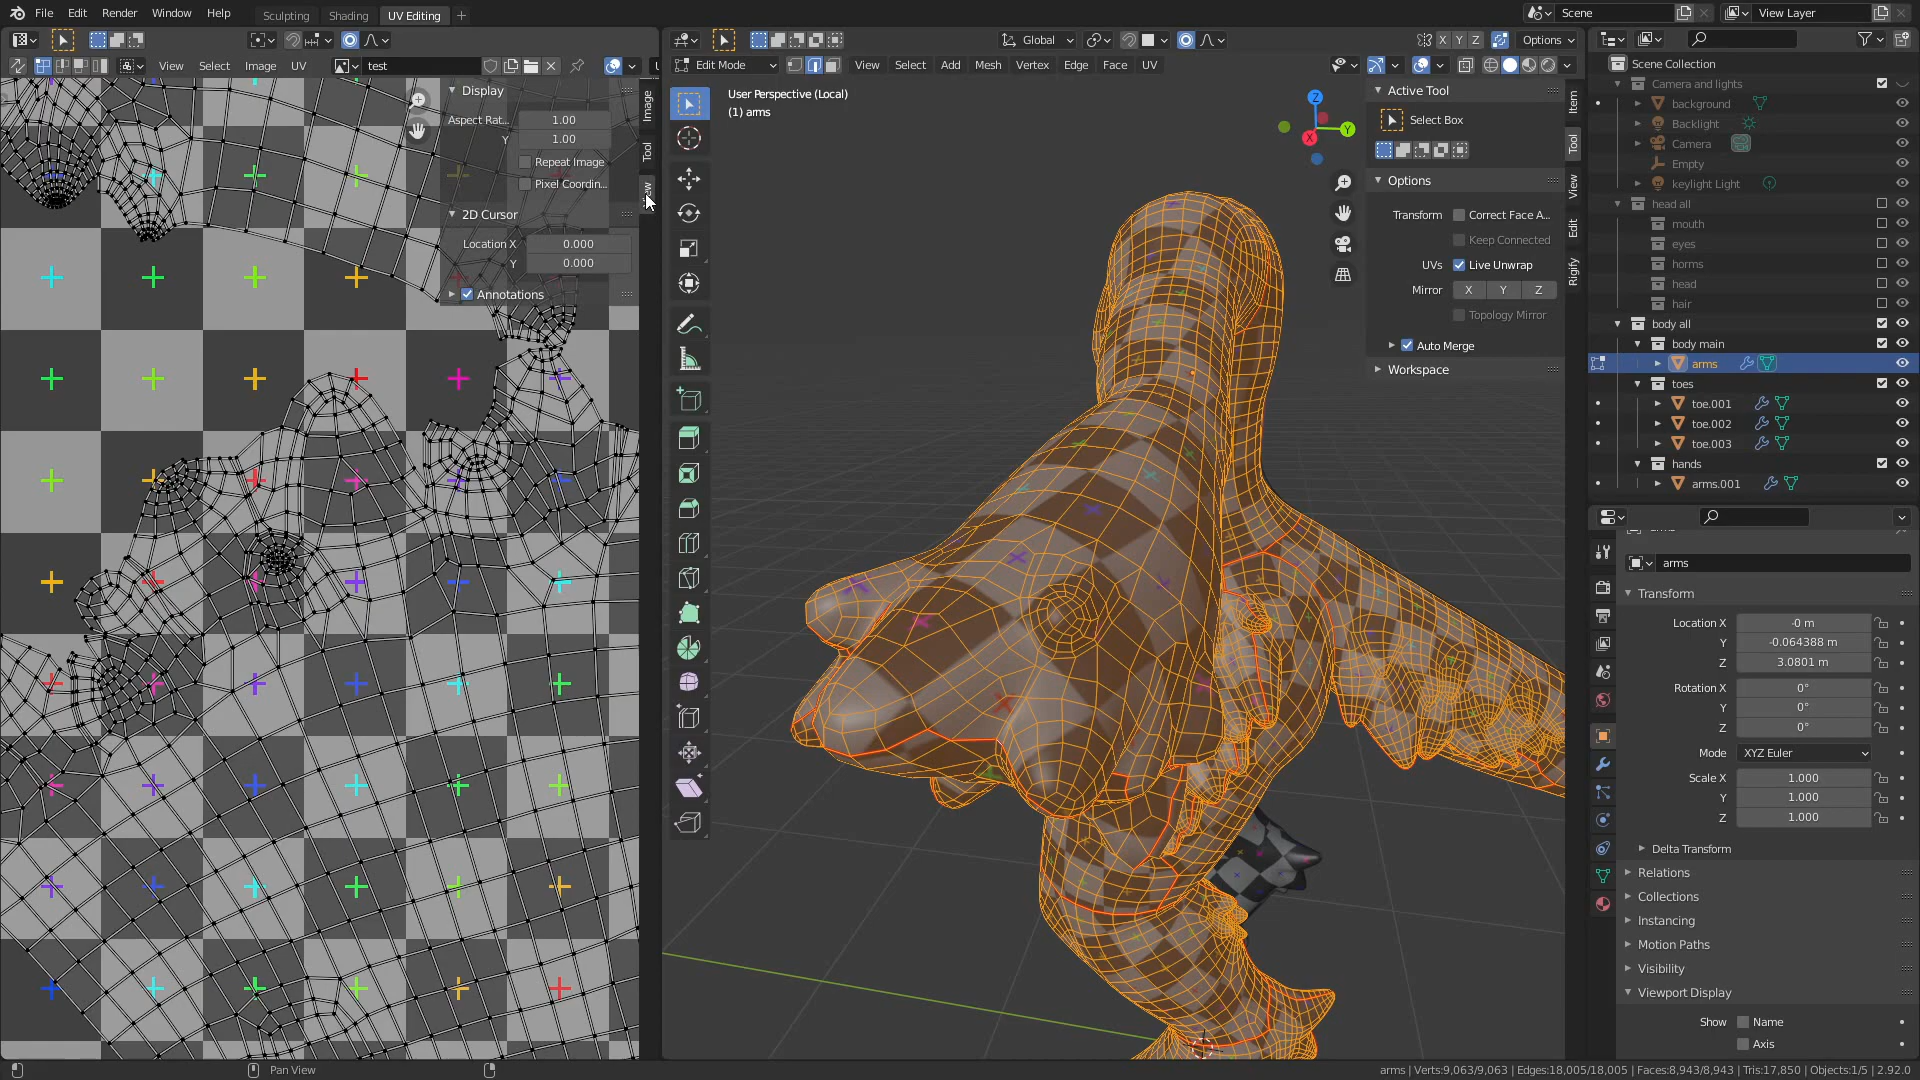 File Edit Render Window Help Sculpting Shading UV Editing + Scene View Layer
Global X Y Z Options
View Select Image UV test
Edit Mode View Select Add Mesh Vertex Edge Face UV
Display
Aspect Rat... 1.00
Y 1.00
Repeat Image
Pixel Coordin...
2D Cursor
Location X 0.000
Y 0.000
Annotations
Image
Tool
User Perspective (Local)
(1) arms
Z
Y
X
Active Tool
Select Box
Options
Transform Correct Face A...
Keep Connected
UVs Live Unwrap
Mirror X Y Z
Topology Mirror
Auto Merge
Workspace
Item
Tool
View
Edit
Rigify
Scene Collection
Camera and lights
background
Backlight
Camera
Empty
keylight Light
head all
mouth
eyes
horms
head
hair
body all
body main
arms
toes
toe.001
toe.002
toe.003
hands
arms.001
arms
Transform
Location X -0 m
Y -0.064388 m
Z 3.0801 m
Rotation X 0°
Y 0°
Z 0°
Mode XYZ Euler
Scale X 1.000
Y 1.000
Z 1.000
Delta Transform
Relations
Collections
Instancing
Motion Paths
Visibility
Viewport Display
Show Name
Axis
Pan View
arms | Verts:9,063/9,063 | Edges:18,005/18,005 | Faces:8,943/8,943 | Tris:17,850 | Objects:1/5 | 2.92.0